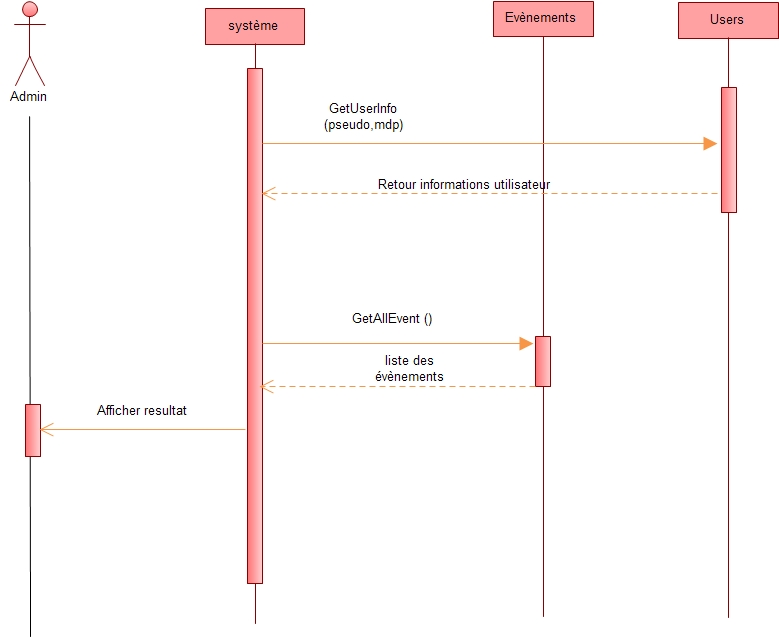 système
Evènements
Users
Admin
GetUserInfo
(pseudo,mdp)
Retour informations utilisateur
GetAllEvent ()
liste des
évènements
Afficher resultat